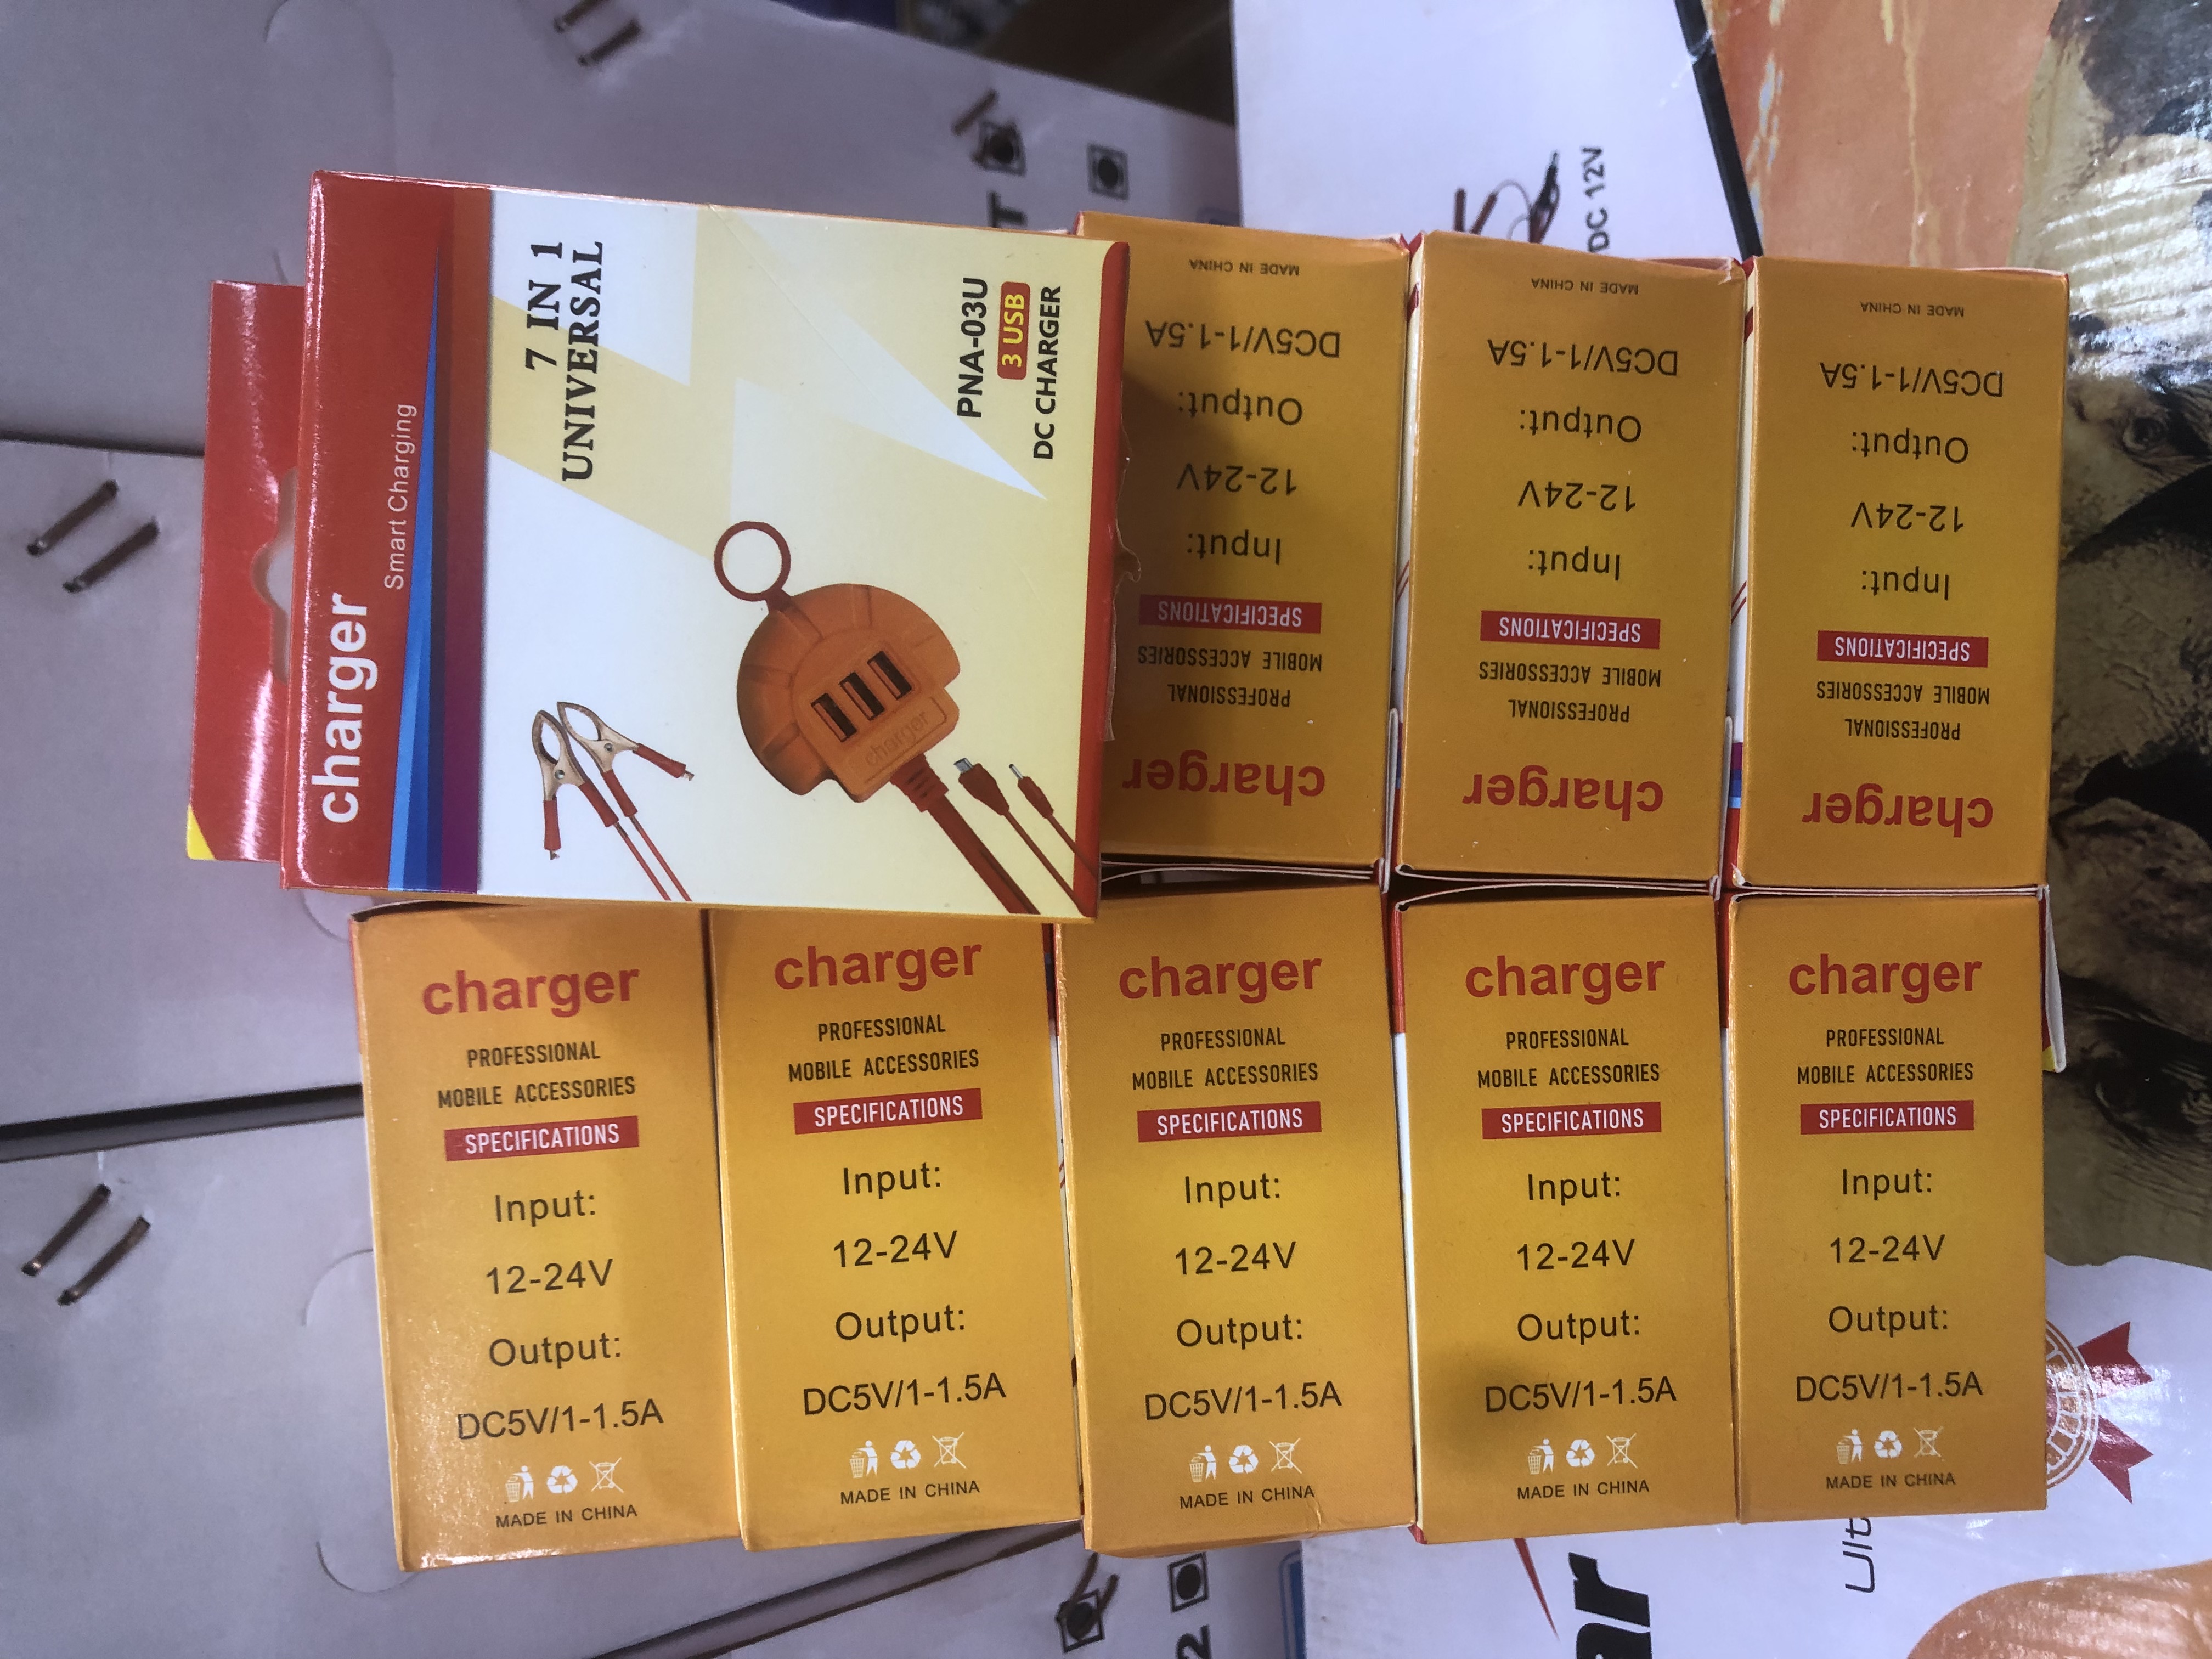 charger
Smart Charging
7 IN 1
UNIVERSAL
charger
PNA-03U
3 USB
DC CHARGER
charger
PROFESSIONAL
MOBILE ACCESSORIES
SPECIFICATIONS
Input:
12-24V
Output:
DC5V/1-1.5A
MADE IN CHINA
charger
PROFESSIONAL
MOBILE ACCESSORIES
SPECIFICATIONS
Input:
12-24V
Output:
DC5V/1-1.5A
MADE IN CHINA
charger
PROFESSIONAL
MOBILE ACCESSORIES
SPECIFICATIONS
Input:
12-24V
Output:
DC5V/1-1.5A
MADE IN CHINA
charger
PROFESSIONAL
MOBILE ACCESSORIES
SPECIFICATIONS
Input:
12-24V
Output:
DC5V/1-1.5A
MADE IN CHINA
charger
PROFESSIONAL
MOBILE ACCESSORIES
SPECIFICATIONS
Input:
12-24V
Output:
DC5V/1-1.5A
MADE IN CHINA
charger
PROFESSIONAL
MOBILE ACCESSORIES
SPECIFICATIONS
Input:
12-24V
Output:
DC5V/1-1.5A
MADE IN CHINA
charger
PROFESSIONAL
MOBILE ACCESSORIES
SPECIFICATIONS
Input:
12-24V
Output:
DC5V/1-1.5A
MADE IN CHINA
charger
PROFESSIONAL
MOBILE ACCESSORIES
SPECIFICATIONS
Input:
12-24V
Output:
DC5V/1-1.5A
MADE IN CHINA
T
2
ar
DC 12V
Ult